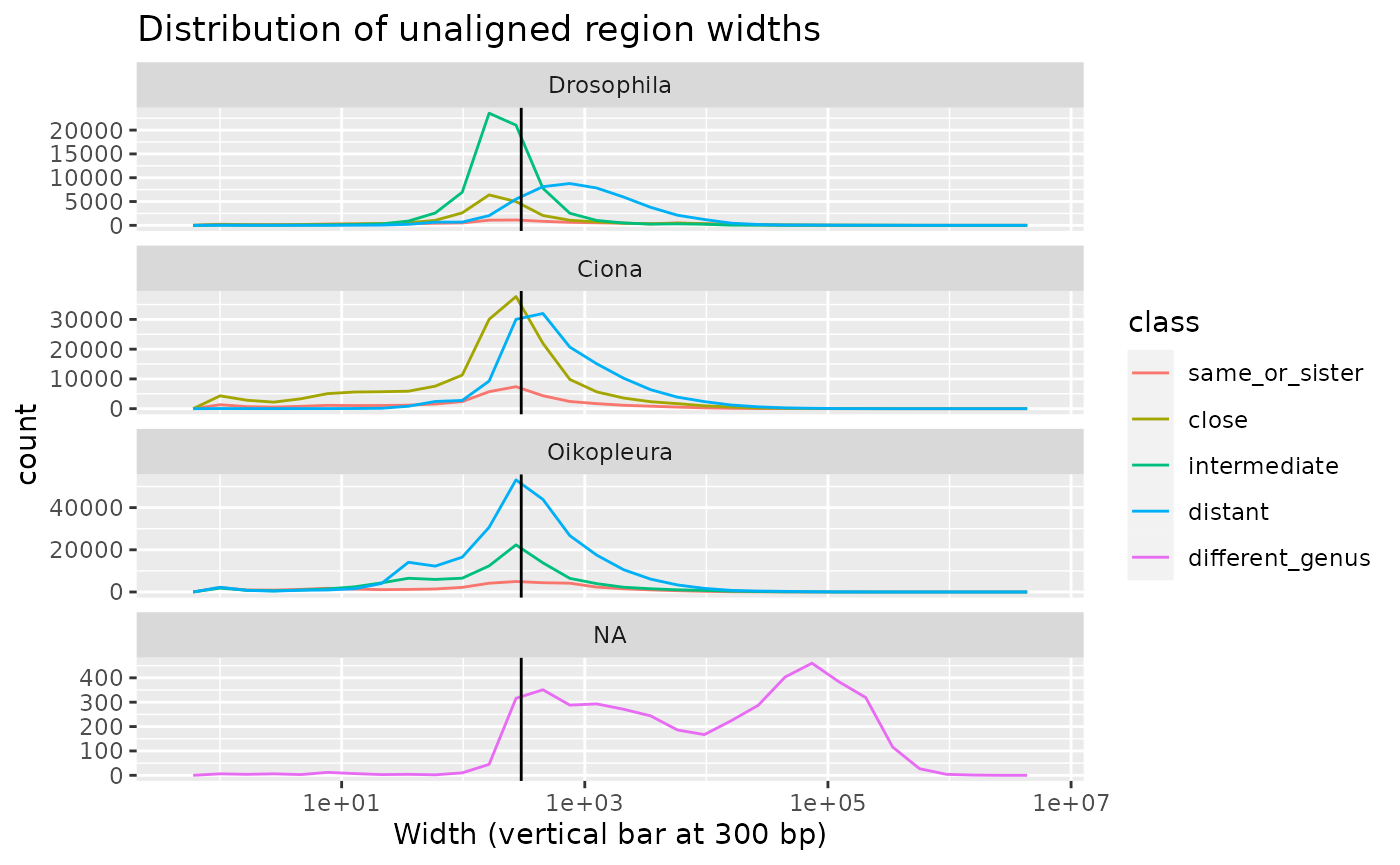 Distribution of unaligned region widths
Drosophila
20000
15000
10000
5000
0
Ciona
30000
20000
10000
0
Oikopleura
40000
20000
0
NA
400
300
200
100
0
count
1e+01 1e+03 1e+05 1e+07
Width (vertical bar at 300 bp)
class
same_or_sister
close
intermediate
distant
different_genus